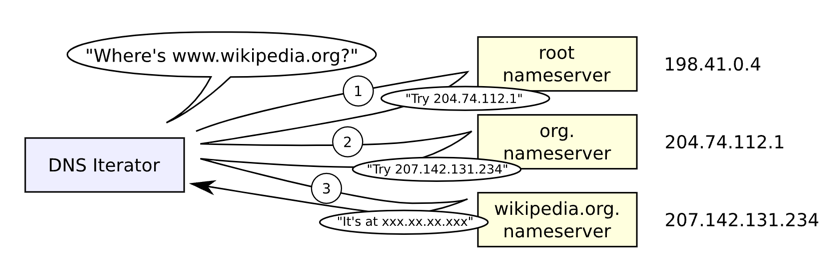 "Where's www.wikipedia.org?"
root
nameserver
198.41.0.4
1
"Try 204.74.112.1"
org.
nameserver
204.74.112.1
2
DNS Iterator
"Try 207.142.131.234"
3
wikipedia.org.
nameserver
207.142.131.234
"It's at xxx.xx.xx.xxx"